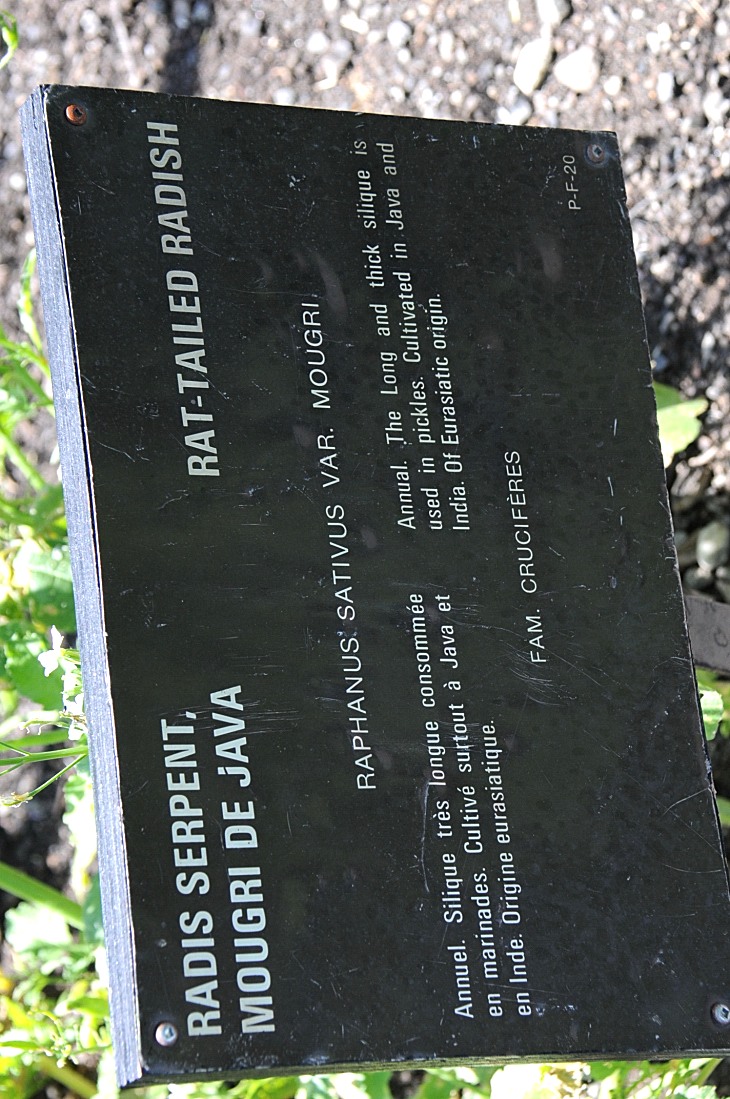 RADIS SERPENT,
MOUGRI DE JAVA
RAT-TAILED RADISH
RAPHANUS SATIVUS VAR. MOUGRI
Annuel. Silique très longue consommée
en marinades. Cultivé surtout à Java et
en Inde. Origine eurasiatique.
Annual. The Long and thick silique is
used in pickles. Cultivated in Java and
India. Of Eurasiatic origin.
FAM. CRUCIFÈRES
P-F-20